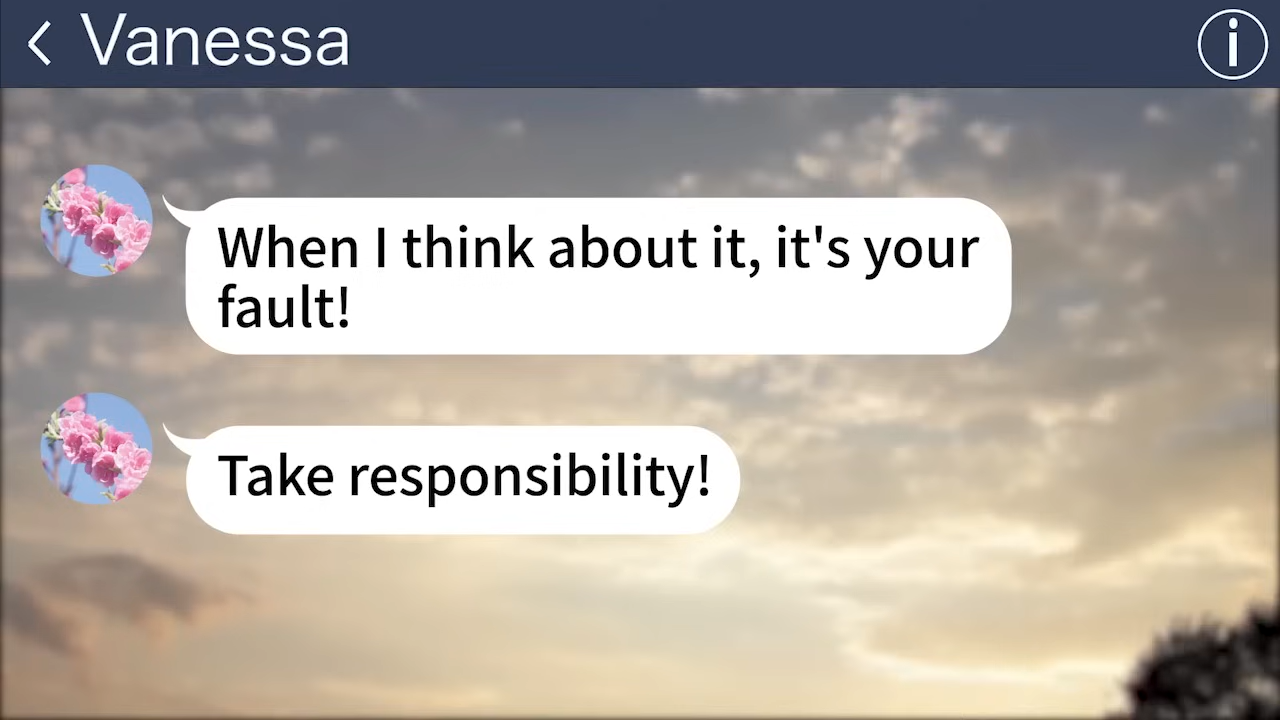 Vanessa
When I think about it, it's your
fault!
Take responsibility!